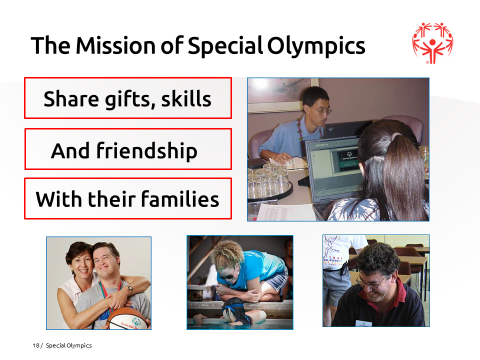 The Mission of Special Olympics
Share gifts, skills
And friendship
With their families
18 / Special Olympics